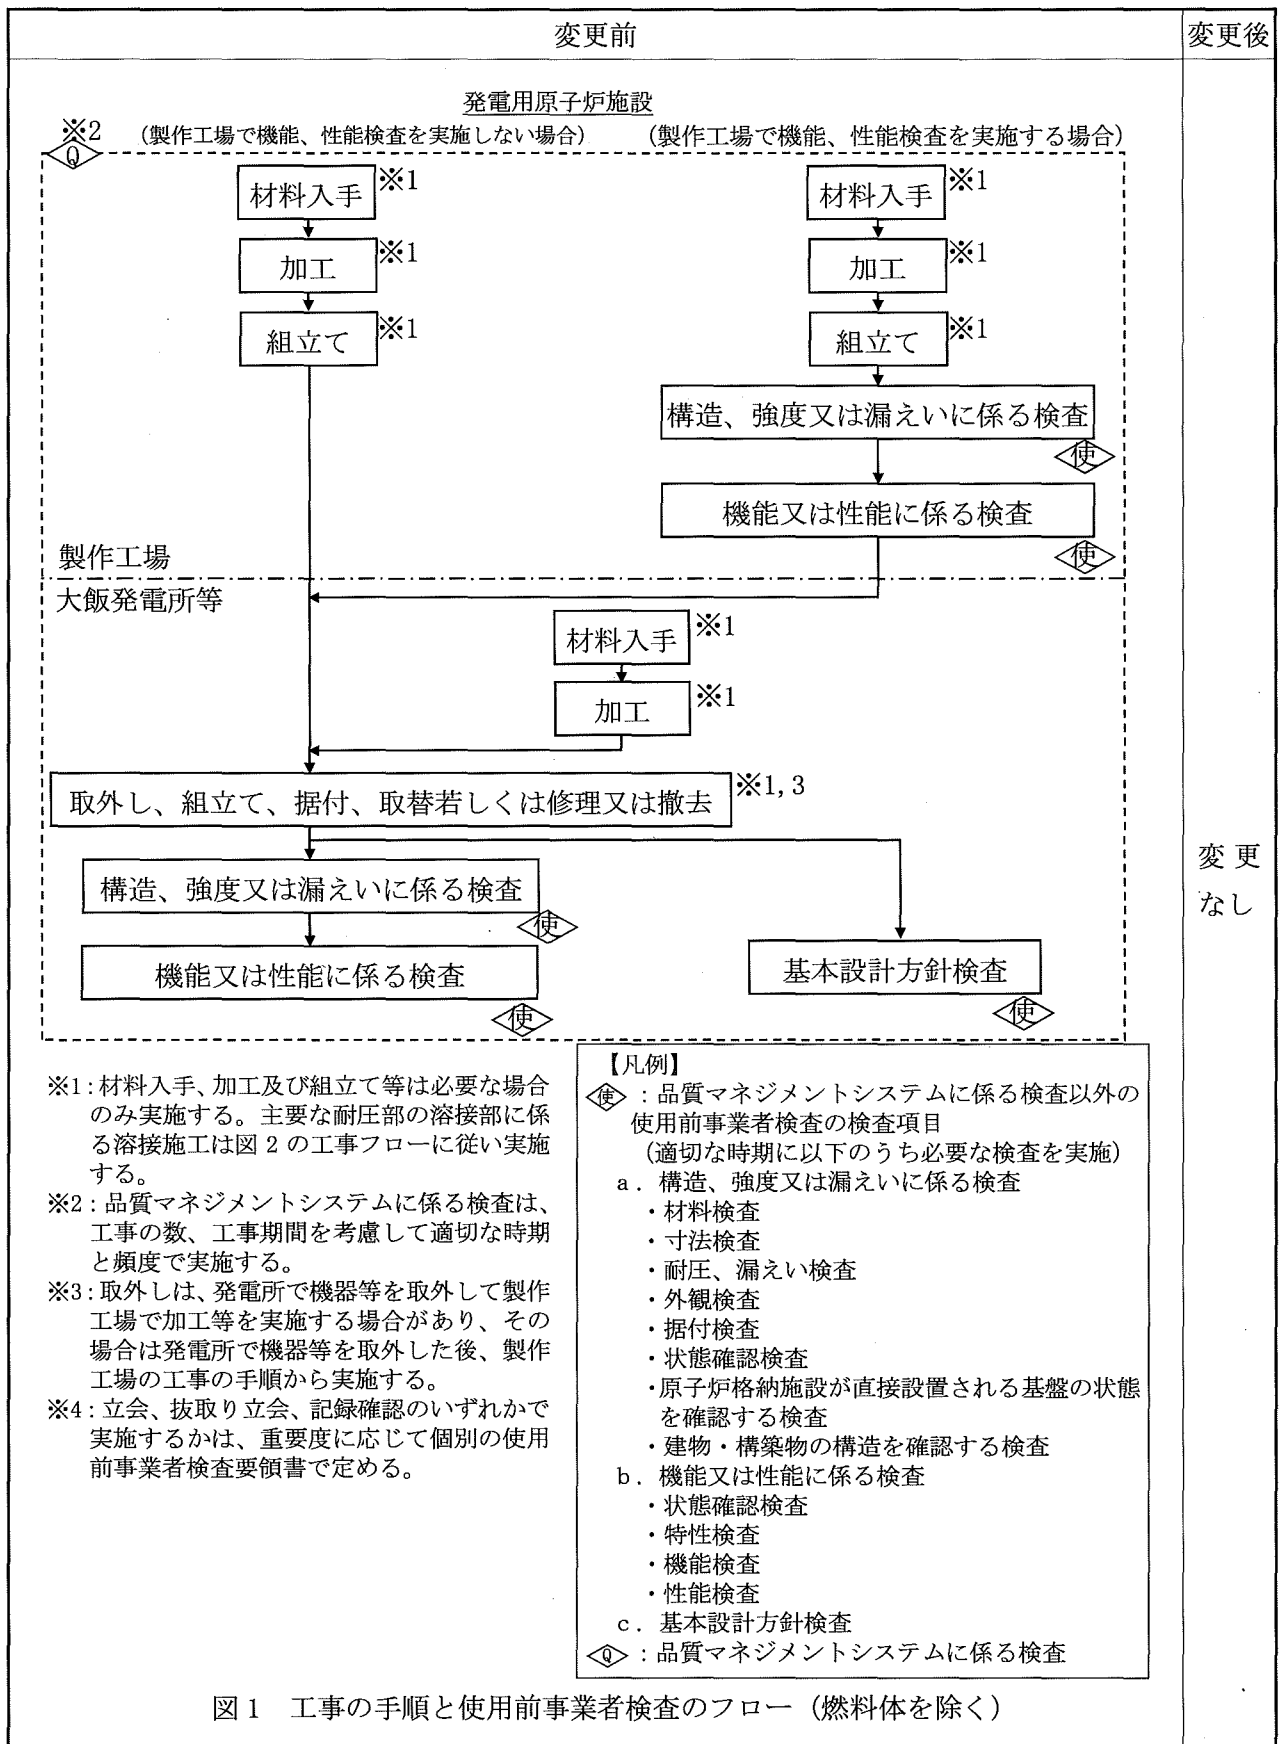 変更前
変更後
発電用原子炉施設
※2
(製作工場で機能、性能検査を実施しない場合)
(製作工場で機能、性能検査を実施する場合)
Q
材料入手
※1
加工
※1
組立て
※1
材料入手
※1
加工
※1
組立て
※1
構造、強度又は漏えいに係る検査
使
機能又は性能に係る検査
使
製作工場
大飯発電所等
材料入手
※1
加工
※1
取外し、組立て、据付、取替若しくは修理又は撤去
※1,3
構造、強度又は漏えいに係る検査
使
機能又は性能に係る検査
使
基本設計方針検査
使
変更
なし
※1:材料入手、加工及び組立て等は必要な場合
のみ実施する。主要な耐圧部の溶接部に係
る溶接施工は図2の工事フローに従い実施
する。
※2:品質マネジメントシステムに係る検査は、
工事の数、工事期間を考慮して適切な時期
と頻度で実施する。
※3:取外しは、発電所で機器等を取外して製作
工場で加工等を実施する場合があり、その
場合は発電所で機器等を取外した後、製作
工場の工事の手順から実施する。
※4:立会、抜取り立会、記録確認のいずれかで
実施するかは、重要度に応じて個別の使用
前事業者検査要領書で定める。
【凡例】
使:品質マネジメントシステムに係る検査以外の
使用前事業者検査の検査項目
(適切な時期に以下のうち必要な検査を実施)
a.構造、強度又は漏えいに係る検査
・材料検査
・寸法検査
・耐圧、漏えい検査
・外観検査
・据付検査
・状態確認検査
・原子炉格納施設が直接設置される基盤の状態
を確認する検査
・建物・構築物の構造を確認する検査
b.機能又は性能に係る検査
・状態確認検査
・特性検査
・機能検査
・性能検査
c.基本設計方針検査
Q:品質マネジメントシステムに係る検査
図1 工事の手順と使用前事業者検査のフロー(燃料体を除く)